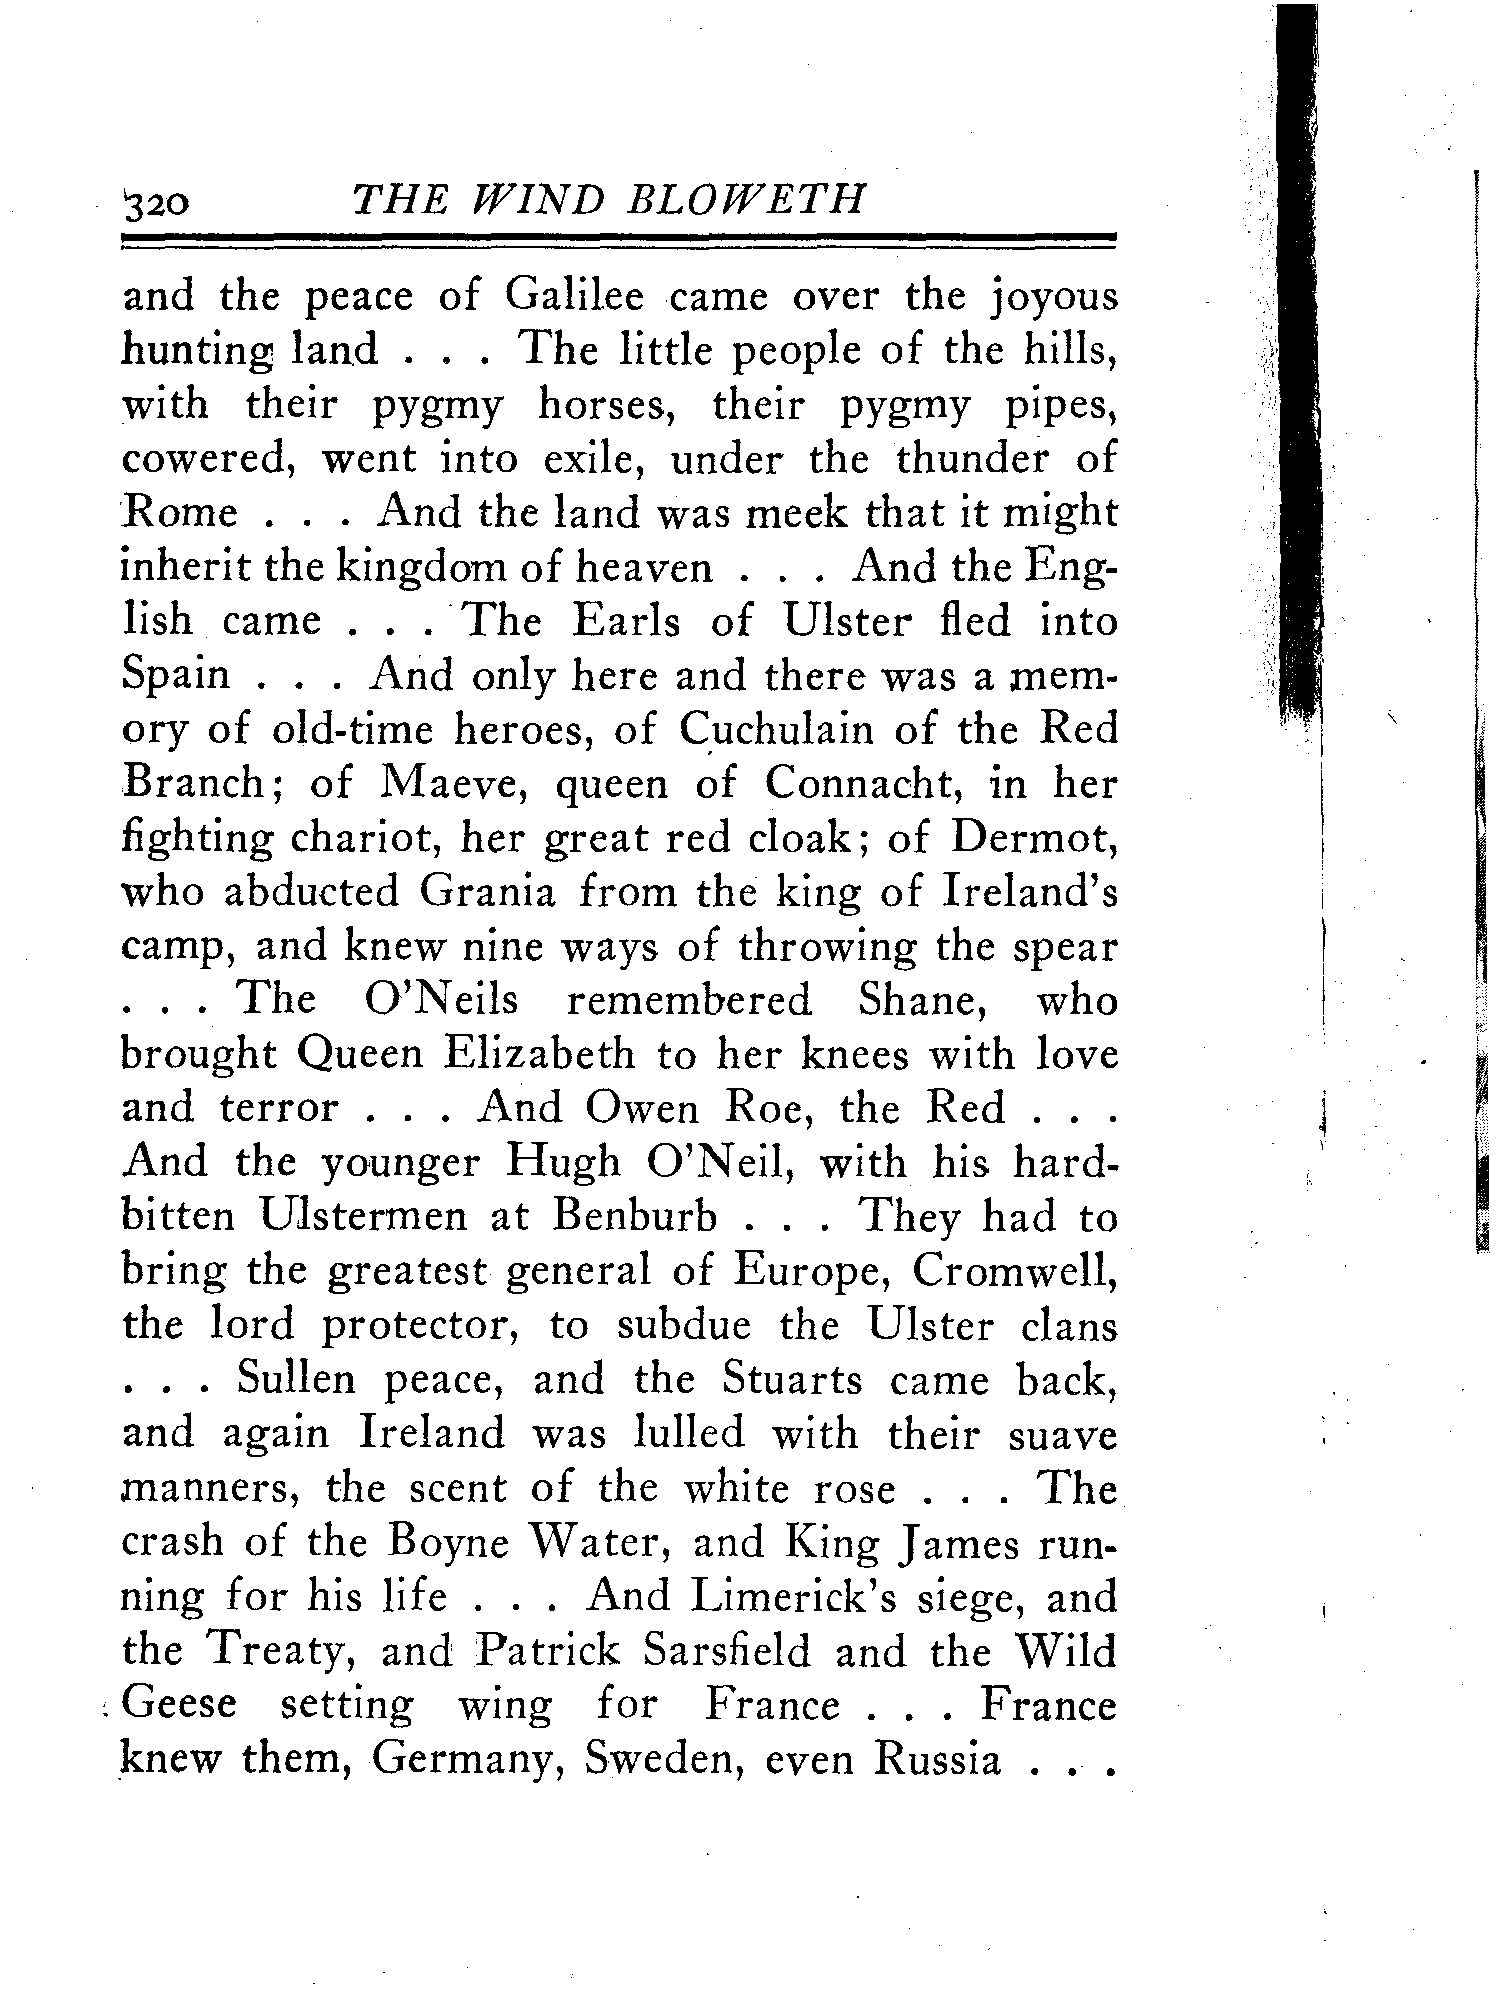 320 THE WIND BLOWETH
and the peace of Galilee came over the joyous
hunting land . . . The little people of the hills,
with their pygmy horses, their pygmy pipes,
cowered, went into exile, under the thunder of
Rome . . . And the land was meek that it might
inherit the kingdom of heaven . . . And the Eng-
lish came . . . The Earls of Ulster fled into
Spain . . . And only here and there was a mem-
ory of old-time heroes, of Cuchulain of the Red
Branch; of Maeve, queen of Connacht, in her
fighting chariot, her great red cloak; of Dermot,
who abducted Grania from the king of Ireland's
camp, and knew nine ways of throwing the spear
. . . The O'Neils remembered Shane, who
brought Queen Elizabeth to her knees with love
and terror . . . And Owen Roe, the Red . . .
And the younger Hugh O'Neil, with his hard-
bitten Ulstermen at Benburb . . . They had to
bring the greatest general of Europe, Cromwell,
the lord protector, to subdue the Ulster clans
. . . Sullen peace, and the Stuarts came back,
and again Ireland was lulled with their suave
manners, the scent of the white rose . . . The
crash of the Boyne Water, and King James run-
ning for his life . . . And Limerick's siege, and
the Treaty, and Patrick Sarsfield and the Wild
Geese setting wing for France . . . France
knew them, Germany, Sweden, even Russia . . .